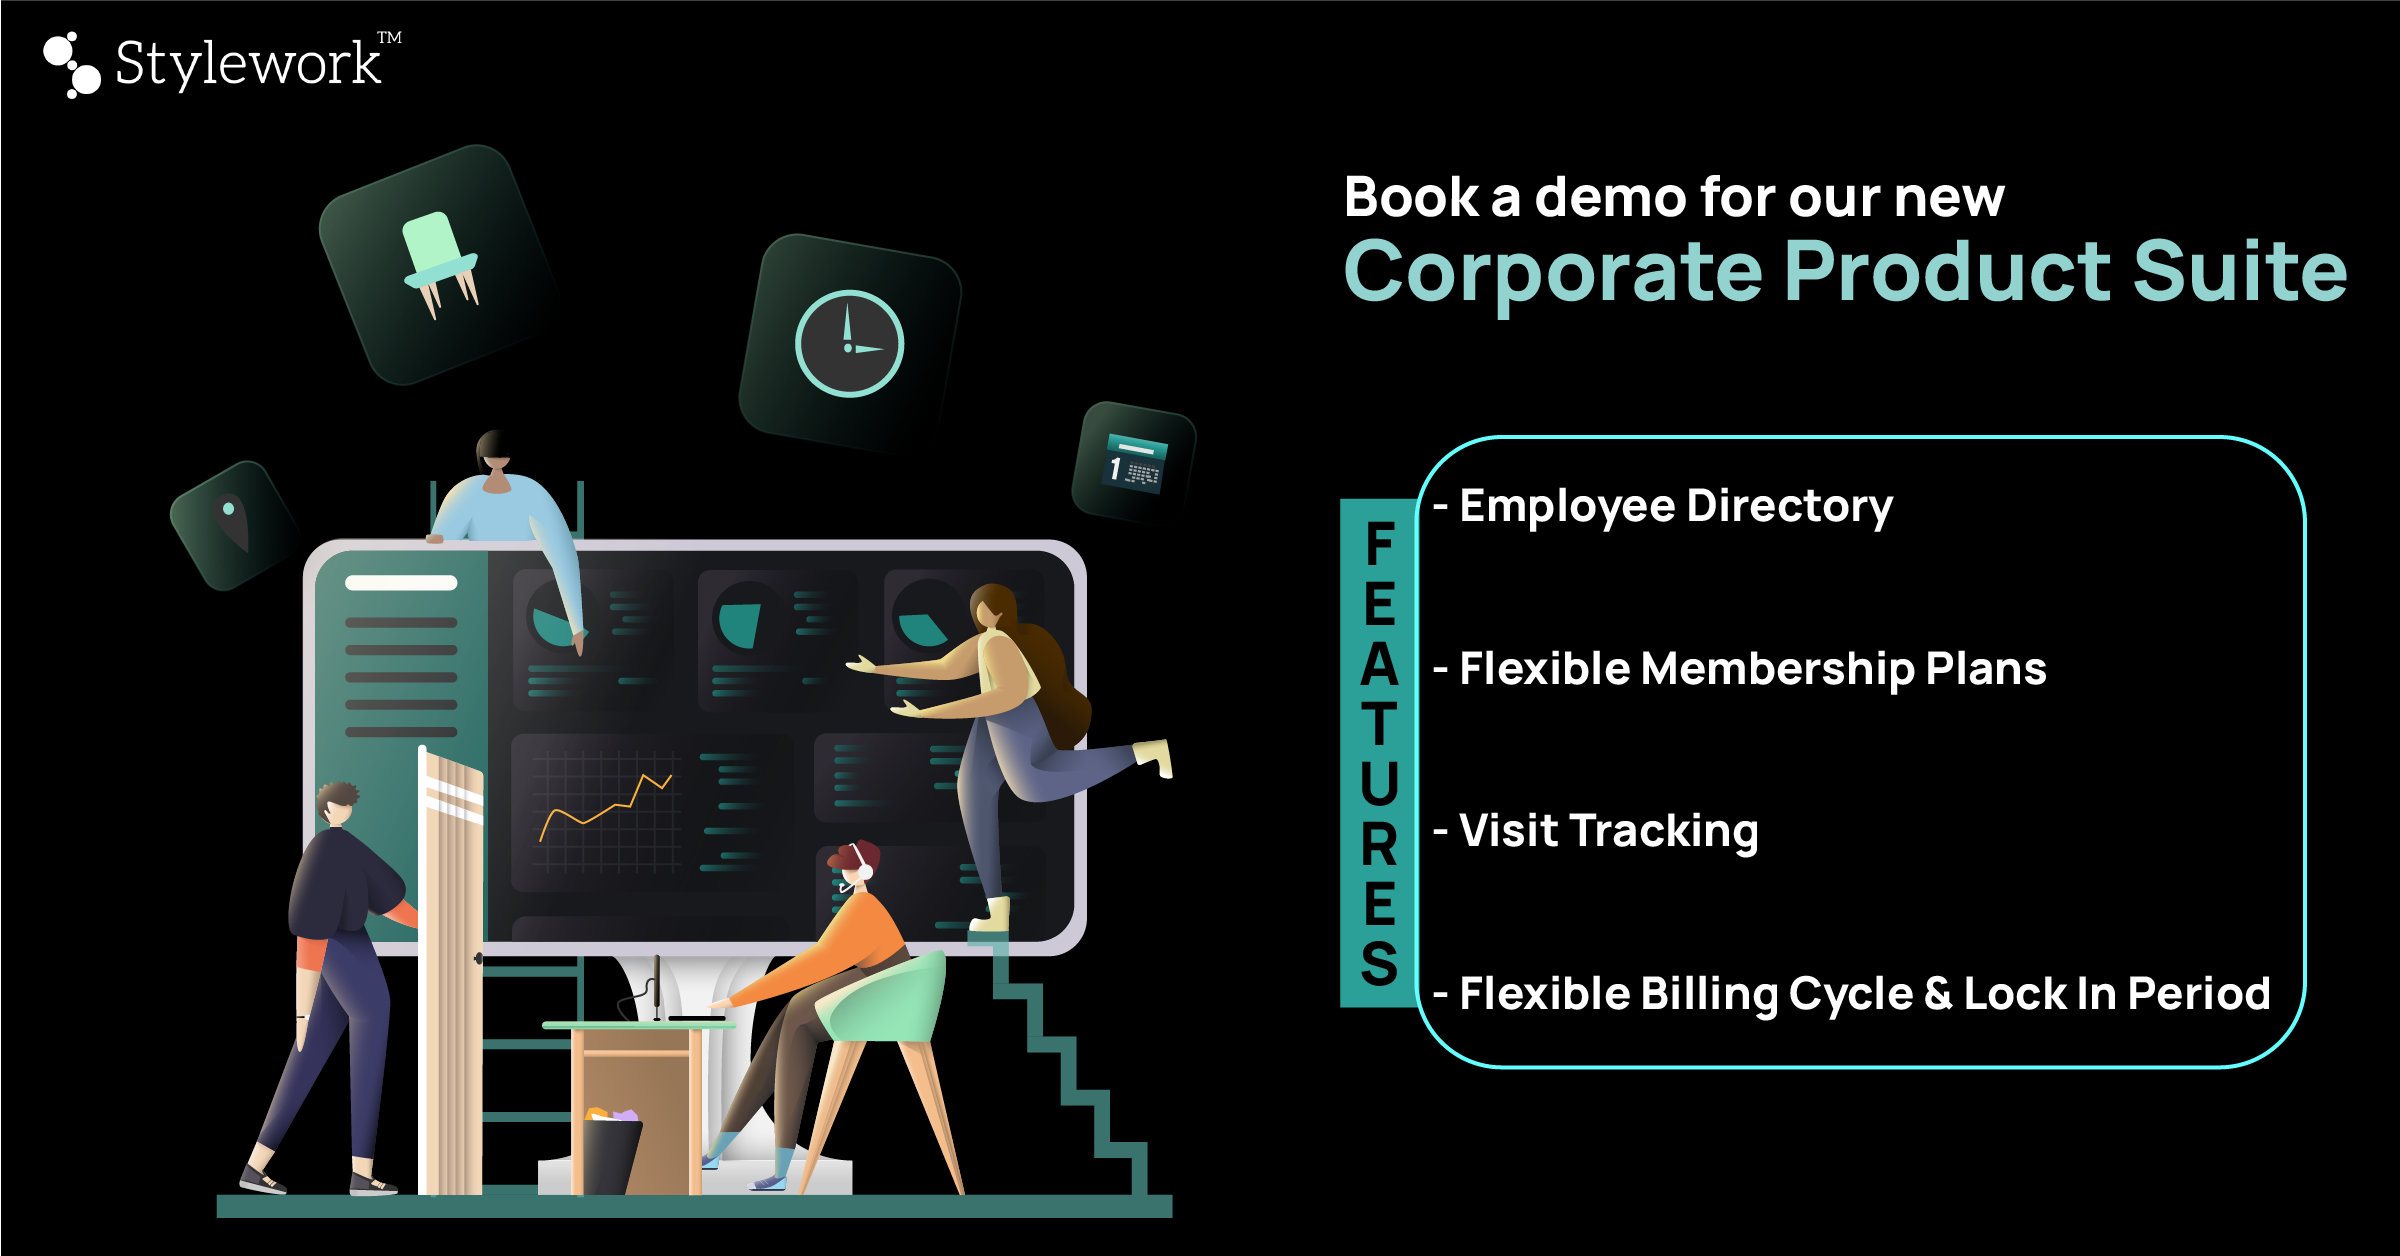 Stylework™
Book a demo for our new
Corporate Product Suite
1
FEATURES
- Employee Directory
- Flexible Membership Plans
- Visit Tracking
- Flexible Billing Cycle & Lock In Period